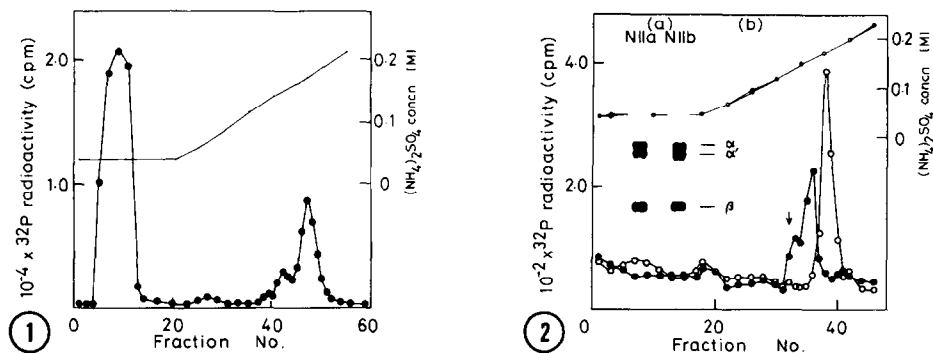 2.0
1.0
10⁻⁴ x 32P radioactivity (cpm)
0.2
0.1
0
(NH₄)₂SO₄ concn [M]
0 20 40 60
Fraction No.
1
(a) (b)
NIIa NIIb
α
α'
β
4.0
2.0
10⁻² x 32P radioactivity (cpm)
0.2
0.1
0
(NH₄)₂SO₄ concn [M]
0 20 40
Fraction No.
2